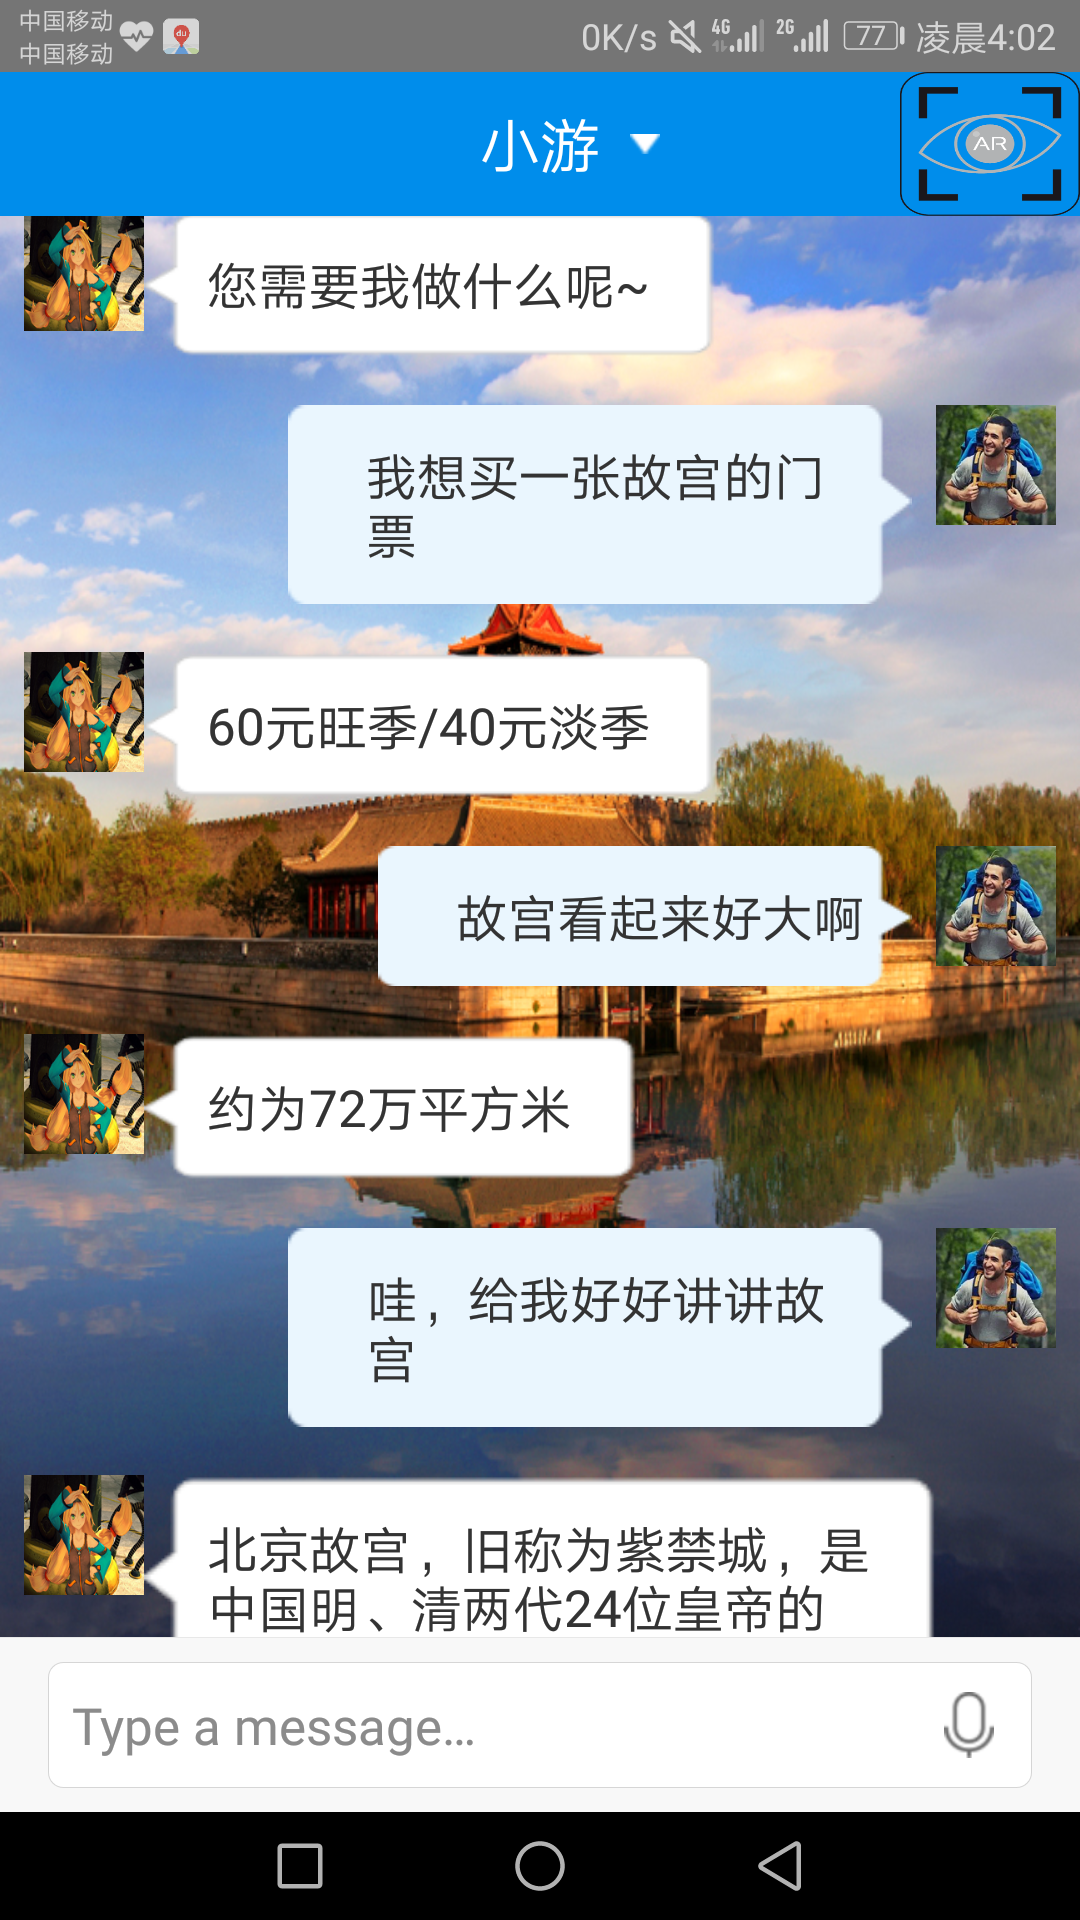 中国移动
中国移动
du
0K/s
4G
2G
77
凌晨4:02
小游
AR
您需要我做什么呢~
我想买一张故宫的门
票
60元旺季/40元淡季
故宫看起来好大啊
约为72万平方米
哇，给我好好讲讲故
宫
北京故宫，旧称为紫禁城，是
中国明、清两代24位皇帝的
Type a message...